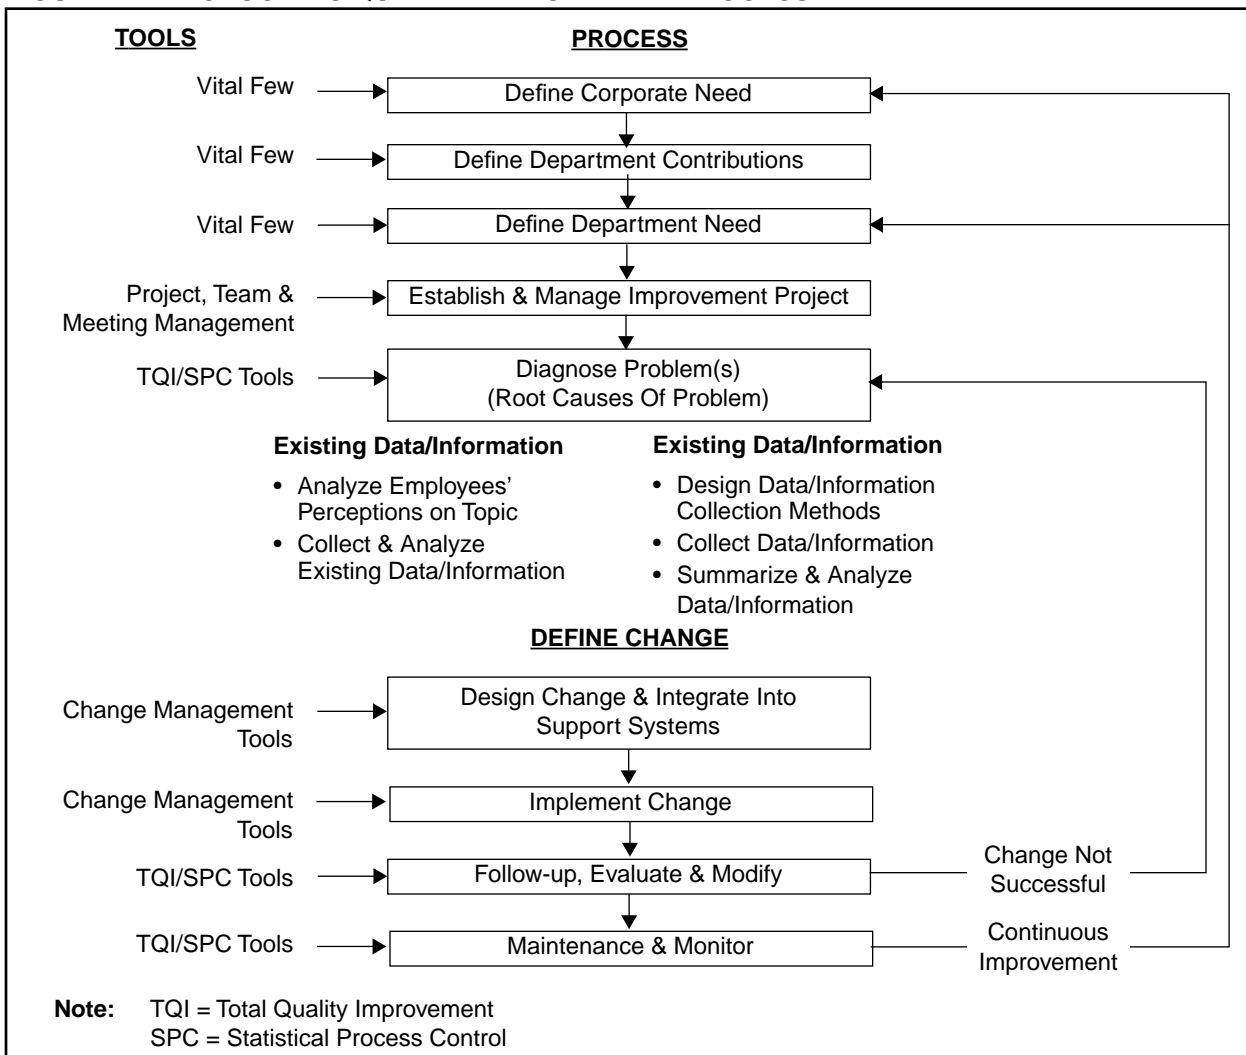 TOOLS
PROCESS
Vital Few
Define Corporate Need
Vital Few
Define Department Contributions
Vital Few
Define Department Need
Project, Team &
Meeting Management
Establish & Manage Improvement Project
TQI/SPC Tools
Diagnose Problem(s)
(Root Causes Of Problem)
Existing Data/Information
• Analyze Employees’
Perceptions on Topic
• Collect & Analyze
Existing Data/Information
Existing Data/Information
• Design Data/Information
Collection Methods
• Collect Data/Information
• Summarize & Analyze
Data/Information
DEFINE CHANGE
Change Management
Tools
Design Change & Integrate Into
Support Systems
Change Management
Tools
Implement Change
TQI/SPC Tools
Follow-up, Evaluate & Modify
Change Not
Successful
TQI/SPC Tools
Maintenance & Monitor
Continuous
Improvement
Note: TQI = Total Quality Improvement
SPC = Statistical Process Control